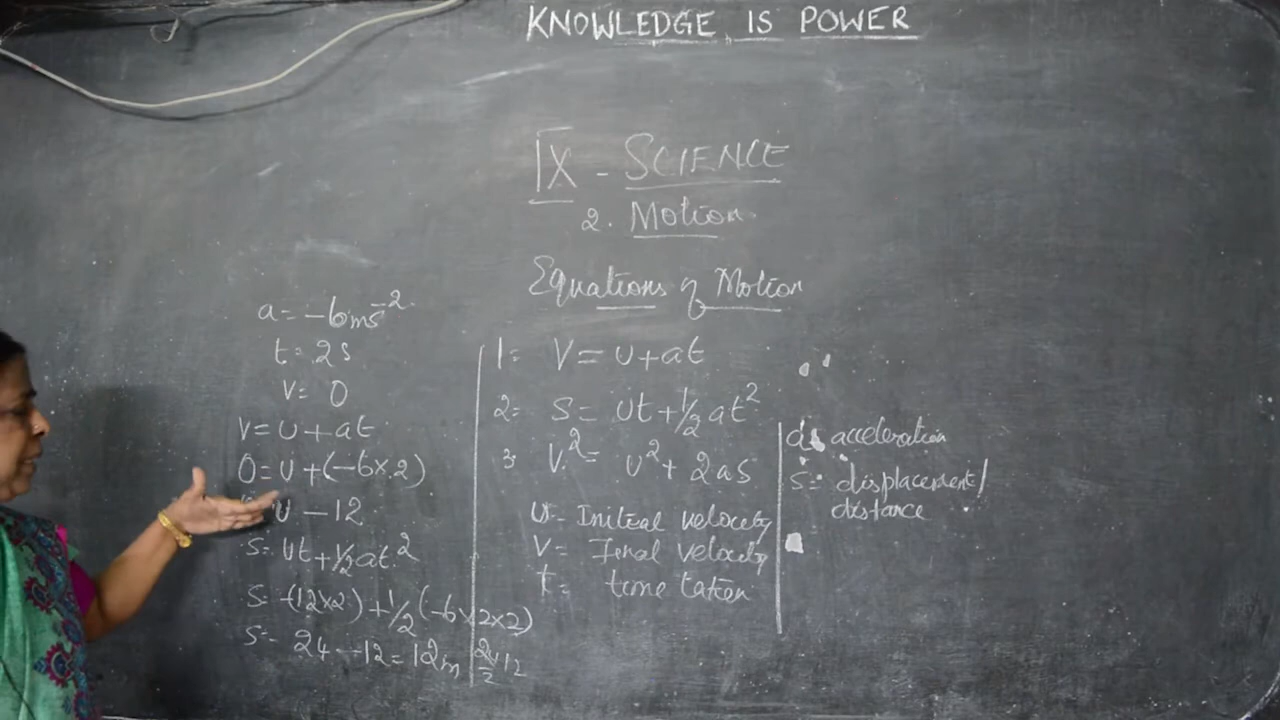 KNOWLEDGE IS POWER
IX - SCIENCE
2. Motion
Equations of Motion
a = -6ms-2
t = 2s
V = 0
V = U + at
0 = U + (-6x2)
U - 12
S = Ut + 1/2 at2
S = (12x2) + 1/2 (-6x2x2)
S = 24 - 12 = 12m
1 = V = U + at
2 = S = Ut + 1/2 at2
3 V2 = U2 + 2as
U = Initial velocity
V = Final velocity
t = time taken
a = acceleration
S = displacement/
distance